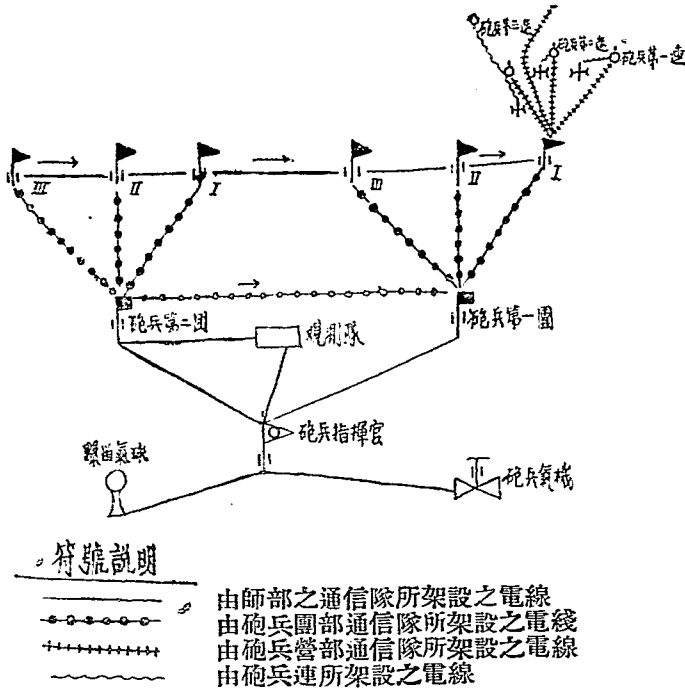 砲兵第三連
砲兵第二連
砲兵第一連
III
II
I
III
II
I
砲兵第二団
觀測隊
砲兵第一團
砲兵指揮官
繫留氣球
砲兵氣機
符號説明
由師部之通信隊所架設之電線
由砲兵團部通信隊所架設之電綫
由砲兵營部通信隊所架設之電線
由砲兵連所架設之電線